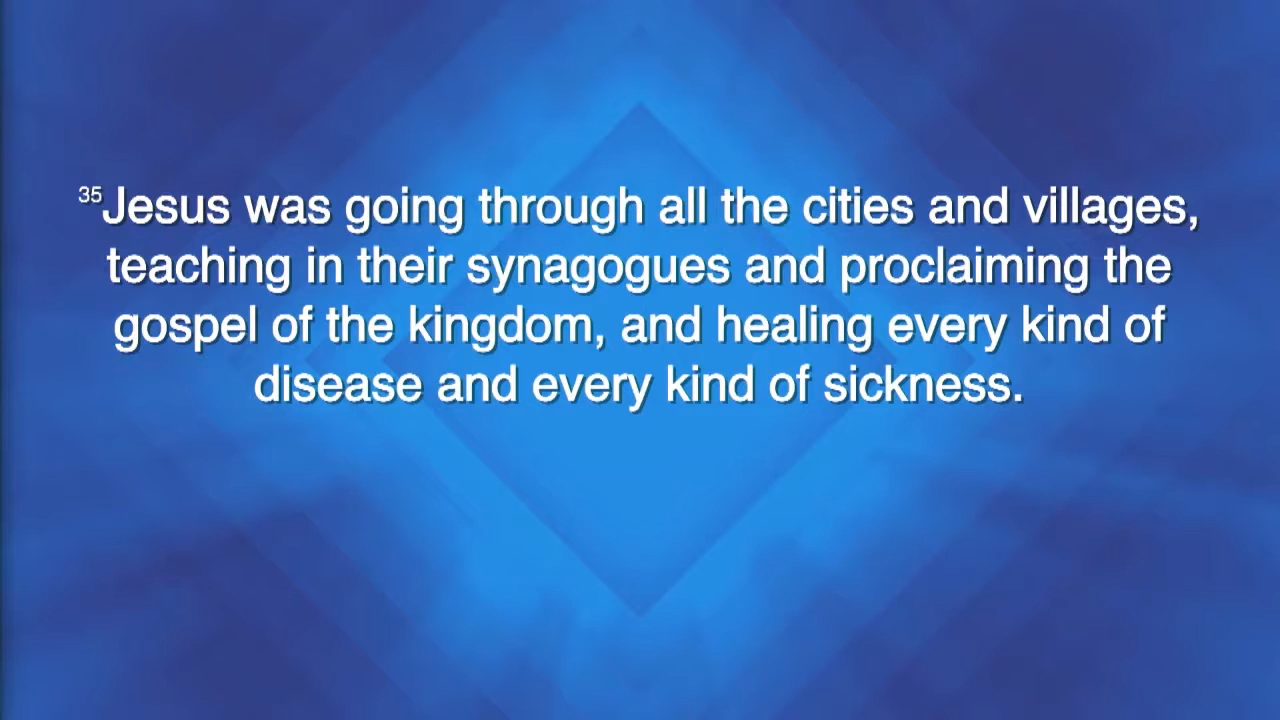 35Jesus was going through all the cities and villages,
teaching in their synagogues and proclaiming the
gospel of the kingdom, and healing every kind of
disease and every kind of sickness.